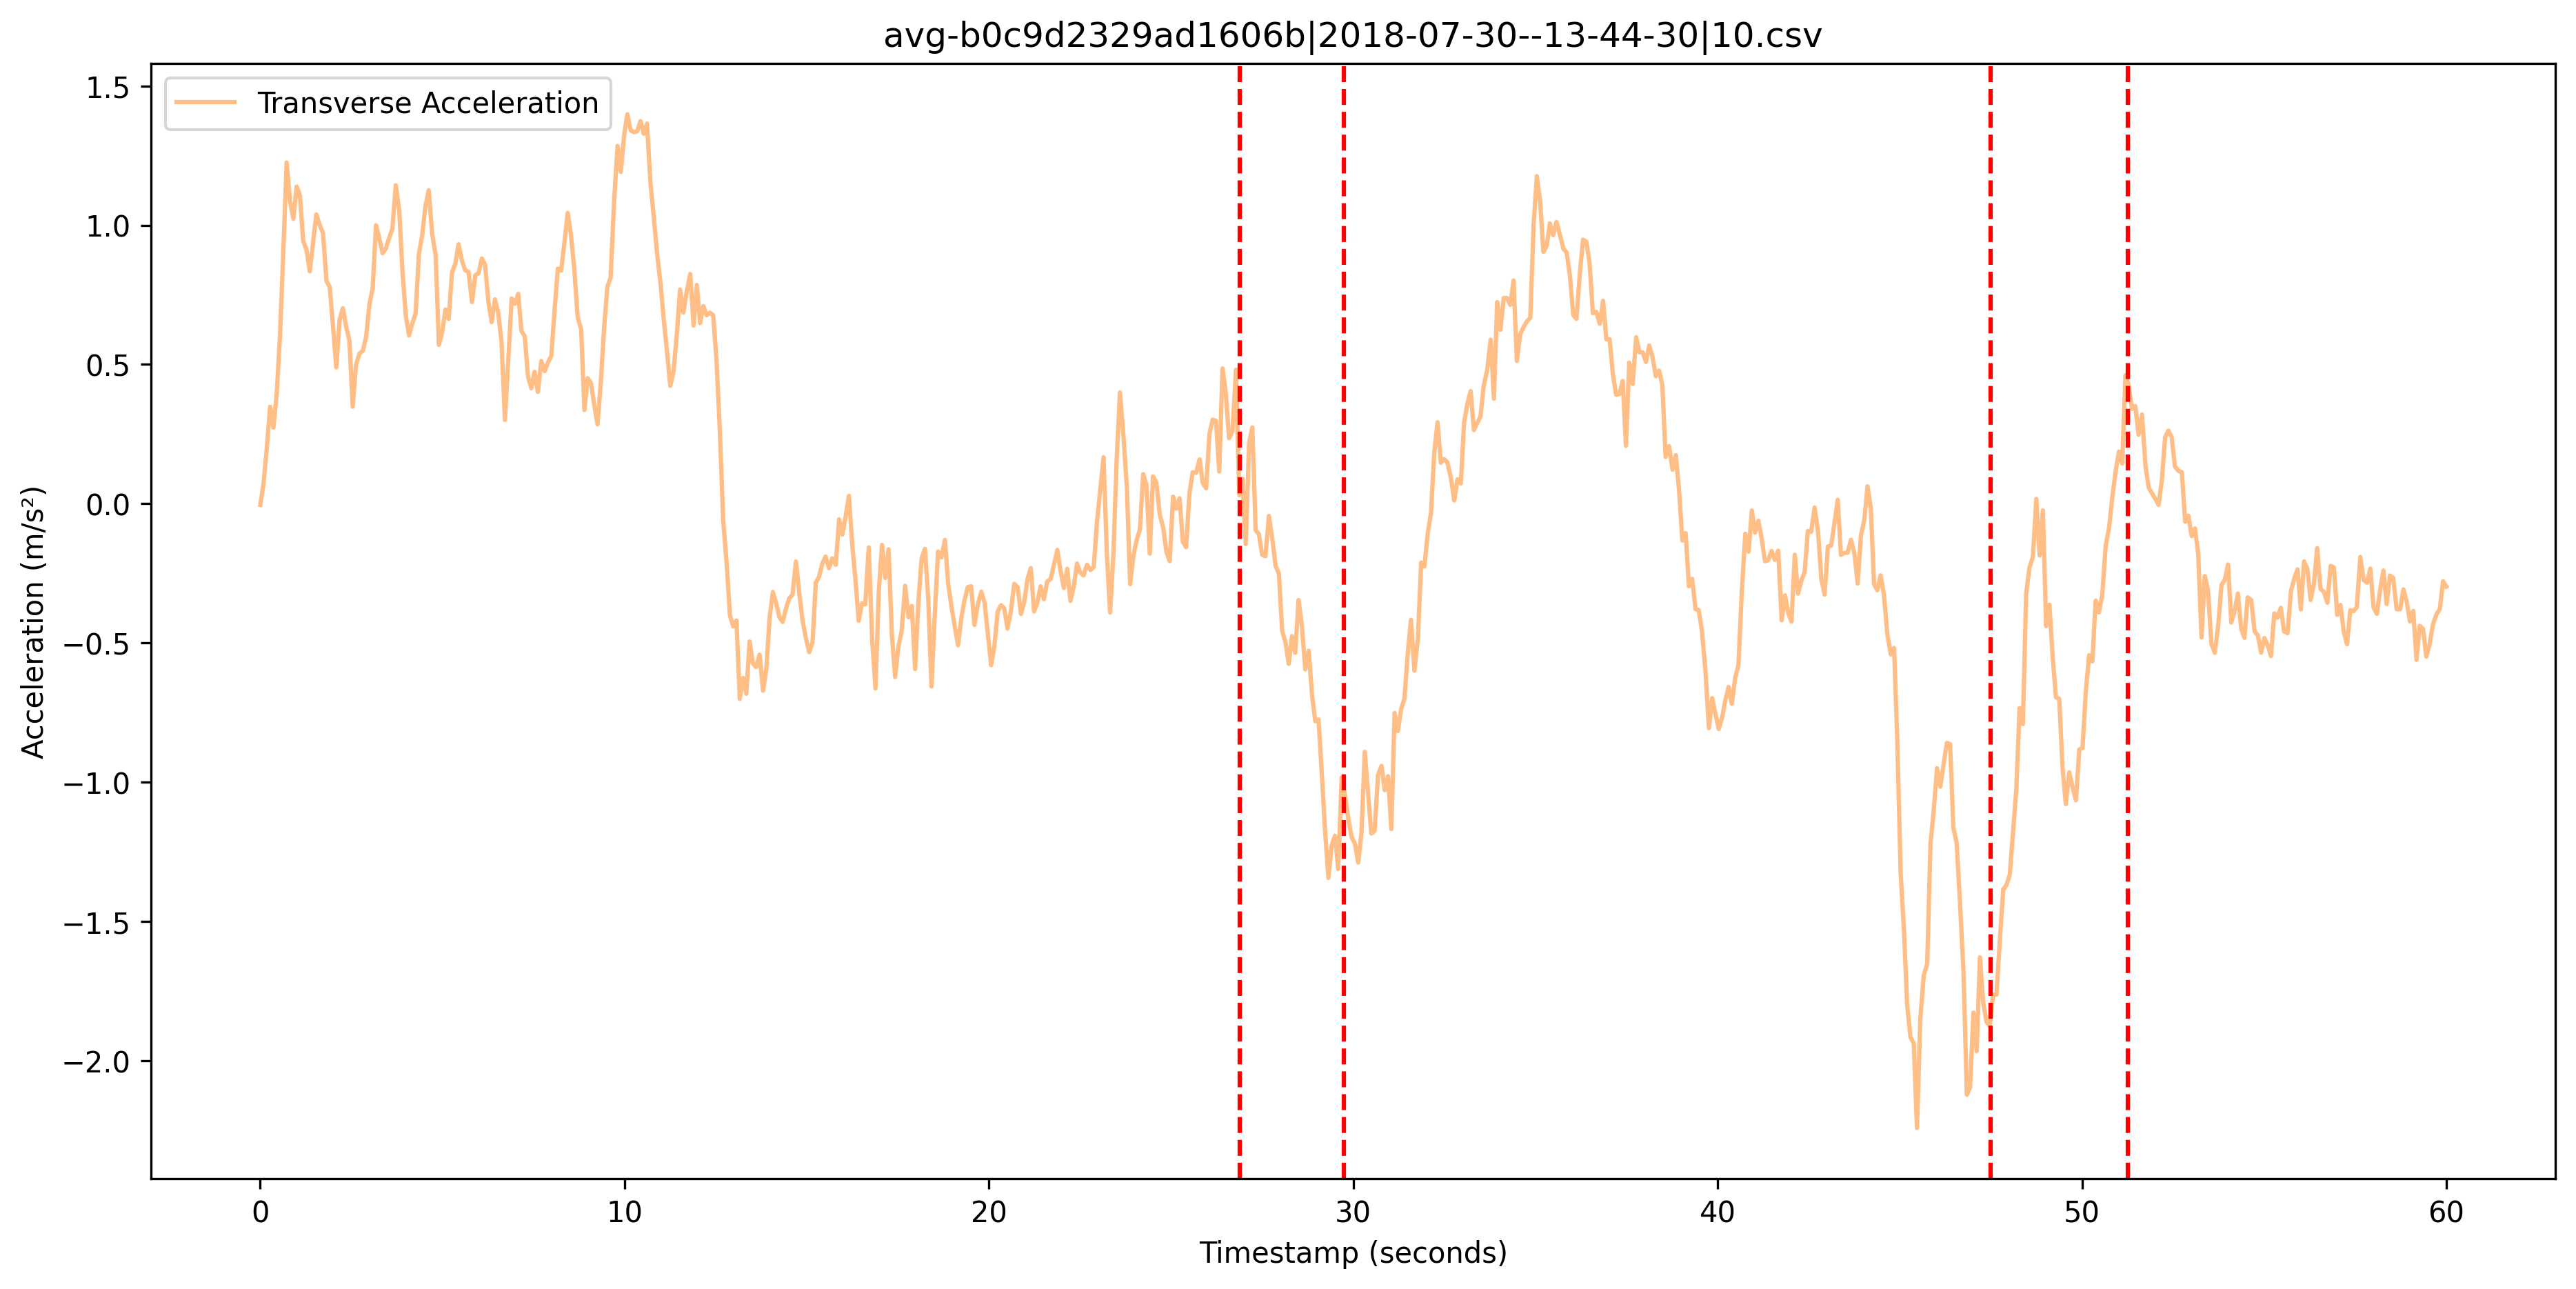 avg-b0c9d2329ad1606b|2018-07-30--13-44-30|10.csv
Transverse Acceleration
1.5
1.0
0.5
0.0
−0.5
−1.0
−1.5
−2.0
Acceleration (m/s²)
0 10 20 30 40 50 60
Timestamp (seconds)